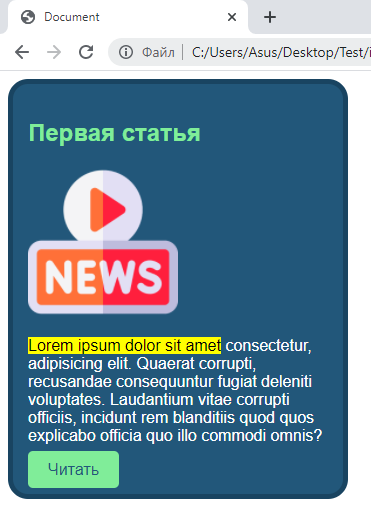 Document
Файл C:/Users/Asus/Desktop/Test/i
Первая статья
NEWS
Lorem ipsum dolor sit amet consectetur,
adipisicing elit. Quaerat corrupti,
recusandae consequuntur fugiat deleniti
voluptates. Laudantium vitae corrupti
officiis, incidunt rem blanditiis quod quos
explicabo officia quo illo commodi omnis?
Читать